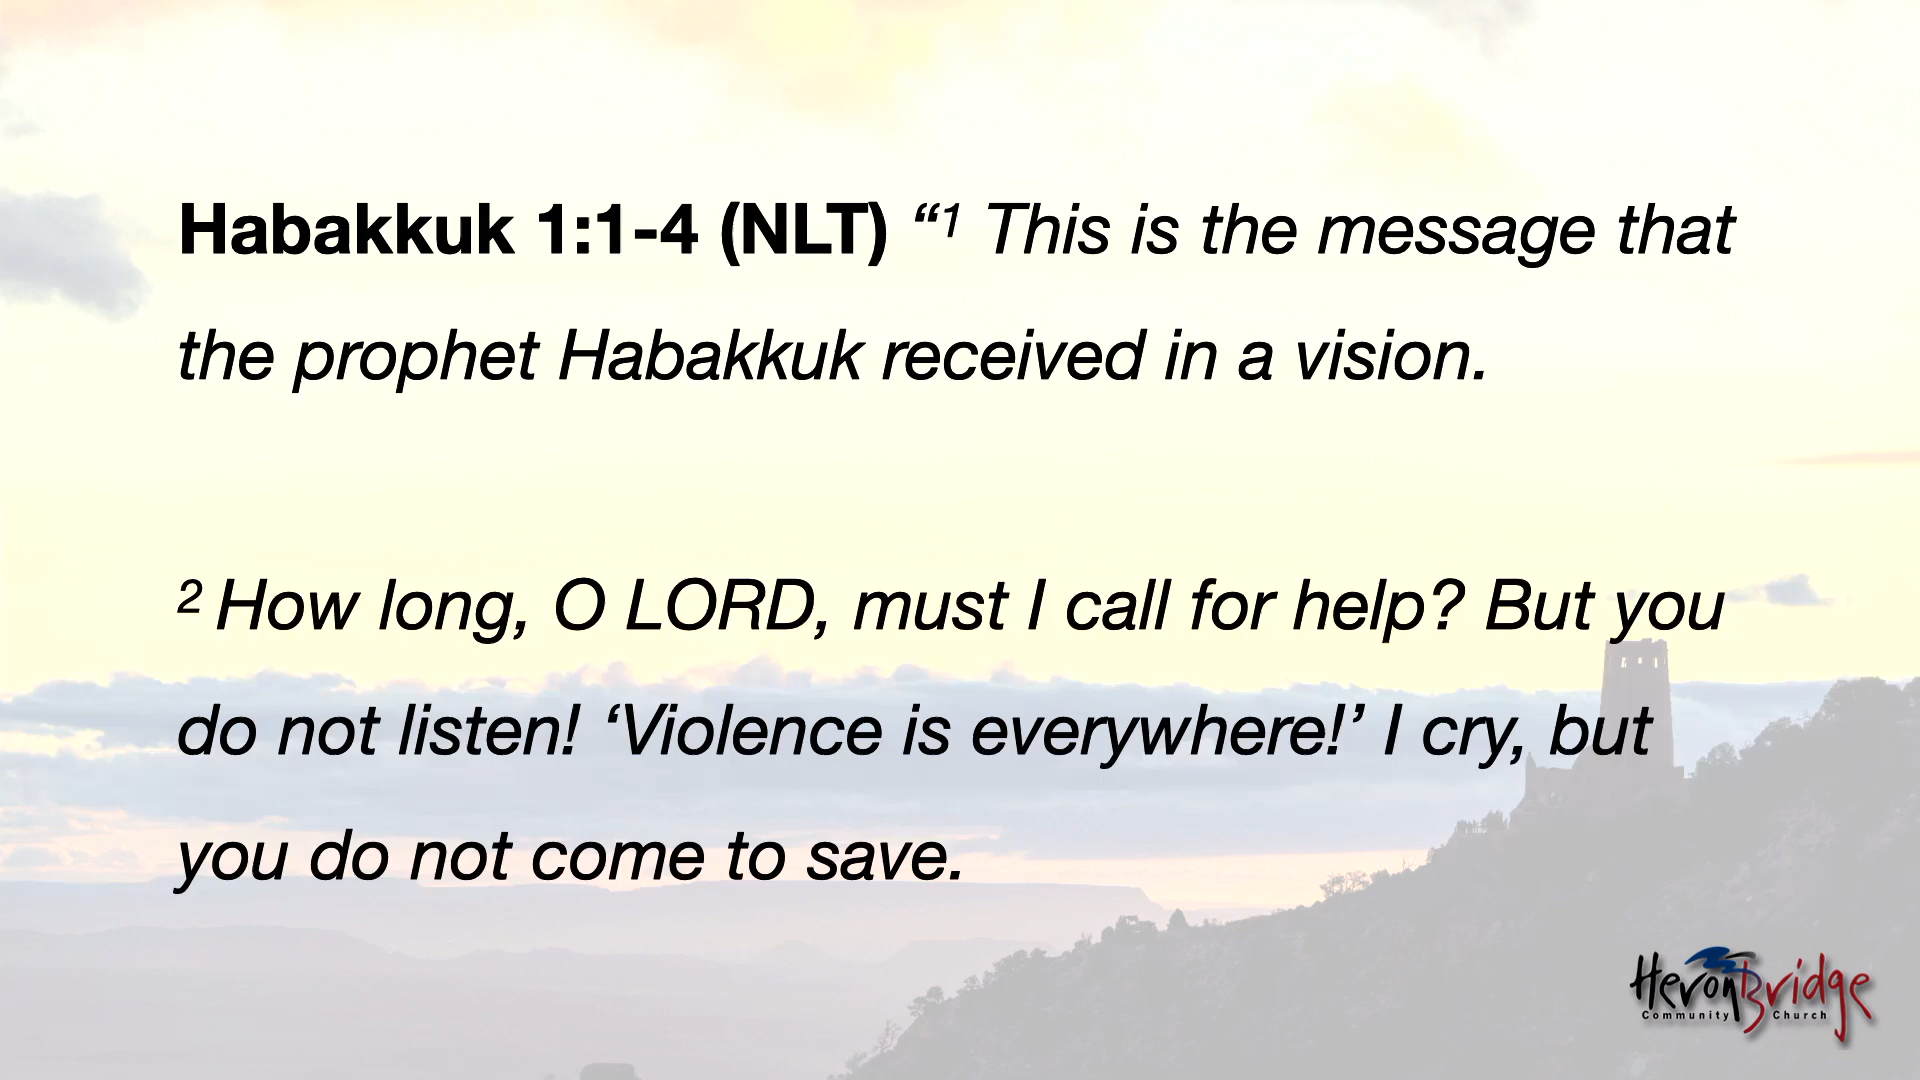 Habakkuk 1:1-4 (NLT) “1 This is the message that
the prophet Habakkuk received in a vision.
2 How long, O LORD, must I call for help? But you
do not listen! ‘Violence is everywhere!’ I cry, but
you do not come to save.
HeronBridge
Community Church